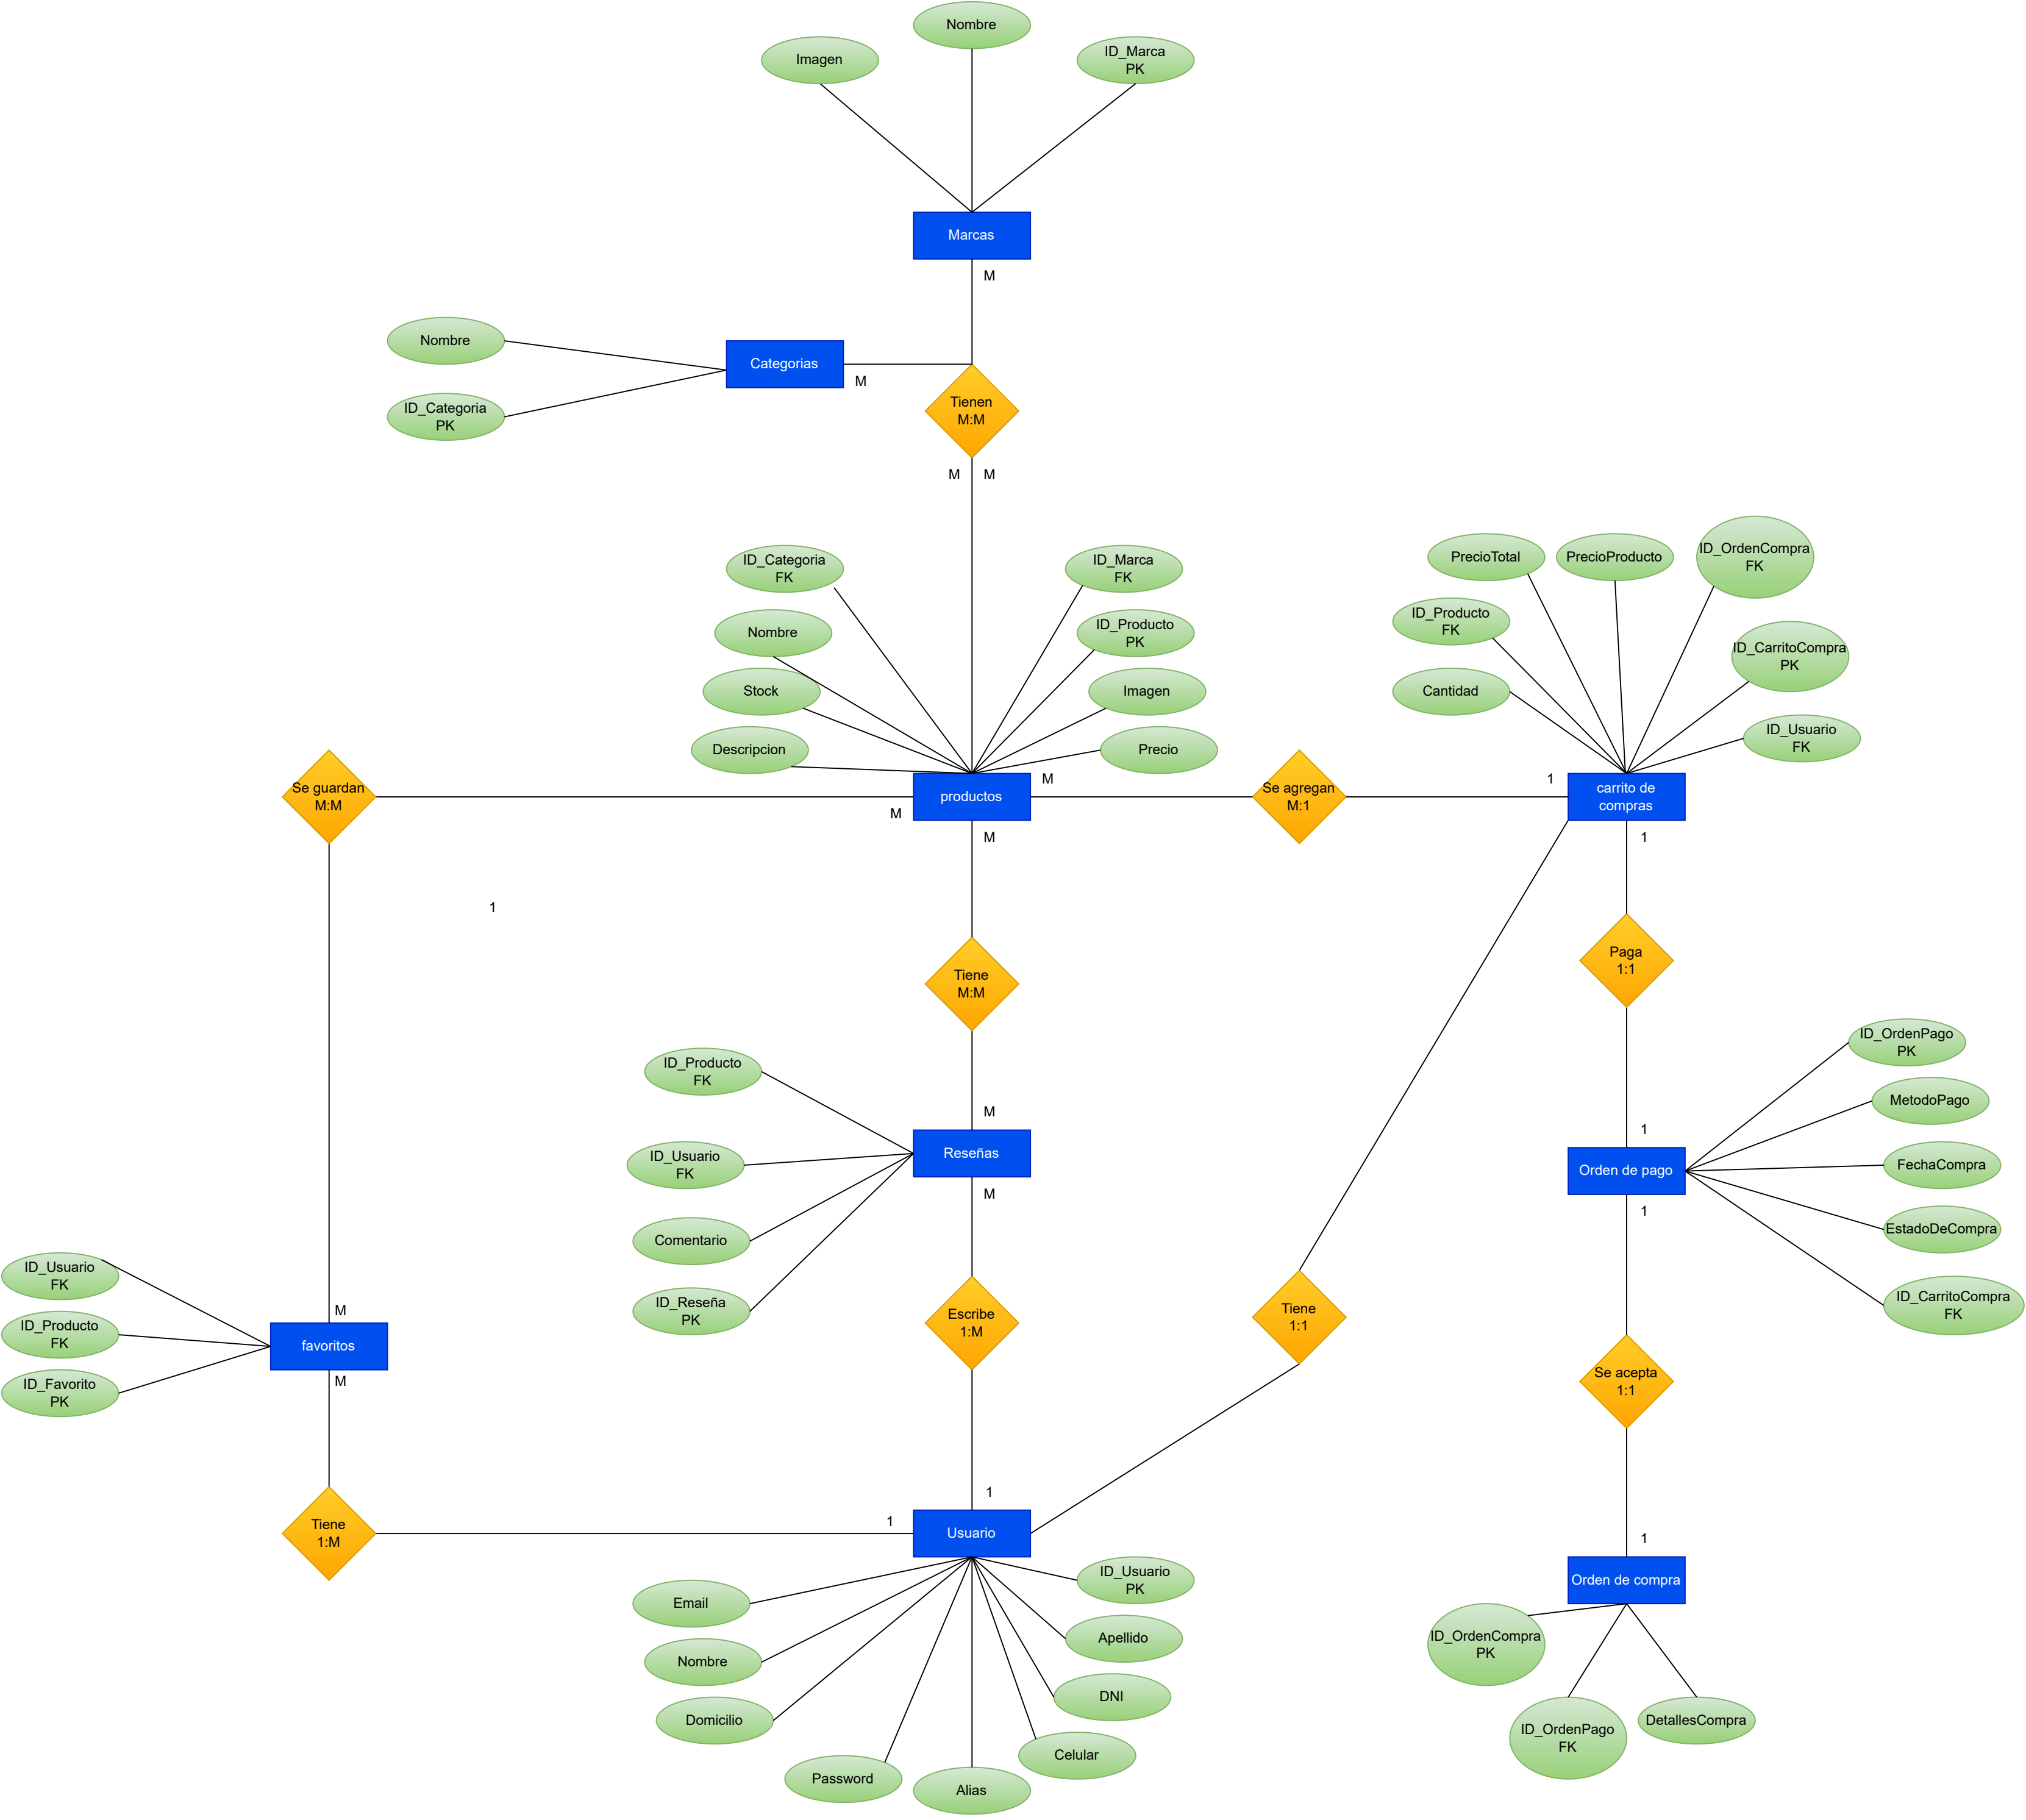 Nombre
Imagen
ID_Marca
PK
Marcas
M
Nombre
Categorias
M
ID_Categoria
PK
Tienen
M:M
M
M
ID_Categoria
FK
ID_Marca
FK
Nombre
ID_Producto
PK
Stock
Imagen
Descripcion
Precio
PrecioTotal
PrecioProducto
ID_OrdenCompra
FK
ID_Producto
FK
ID_CarritoCompra
PK
Cantidad
ID_Usuario
FK
Se guardan
M:M
M
productos
M
M
Se agregan
M:1
1
carrito de
compras
1
1
Tiene
M:M
Paga
1:1
ID_Producto
FK
ID_Usuario
FK
Comentario
ID_Reseña
PK
M
Reseñas
M
1
Orden de pago
1
ID_OrdenPago
PK
MetodoPago
FechaCompra
EstadoDeCompra
ID_CarritoCompra
FK
ID_Usuario
FK
ID_Producto
FK
ID_Favorito
PK
M
favoritos
M
Escribe
1:M
Tiene
1:1
Se acepta
1:1
Tiene
1:M
1
1
Usuario
1
Orden de compra
Email
Nombre
Domicilio
Password
Alias
Celular
DNI
Apellido
ID_Usuario
PK
ID_OrdenCompra
PK
ID_OrdenPago
FK
DetallesCompra